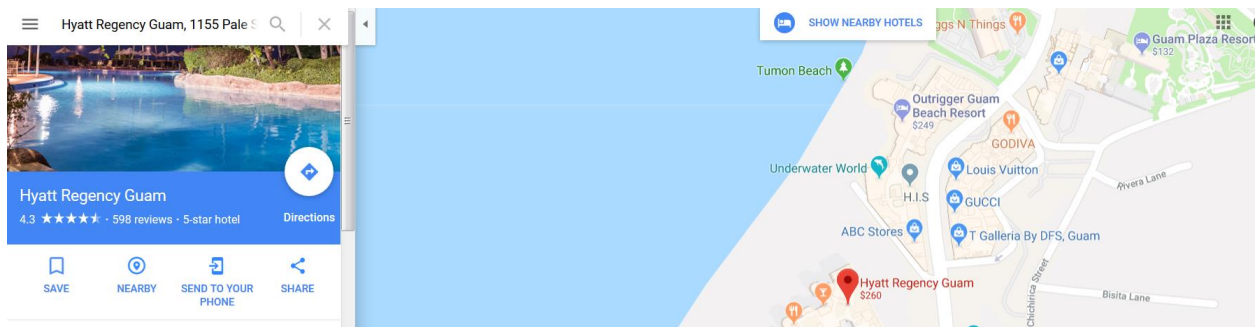 Hyatt Regency Guam, 1155 Pale
Hyatt Regency Guam
4.3 · 598 reviews · 5-star hotel
Directions
SAVE
NEARBY
SEND TO YOUR
PHONE
SHARE
SHOW NEARBY HOTELS
ggs N Things
Guam Plaza Resort
$132
Tumon Beach
Outrigger Guam
Beach Resort
$249
GODIVA
Underwater World
H.I.S
Louis Vuitton
GUCCI
Rivera Lane
ABC Stores
T Galleria By DFS, Guam
Hyatt Regency Guam
$260
Chichirica Street
Bisita Lane